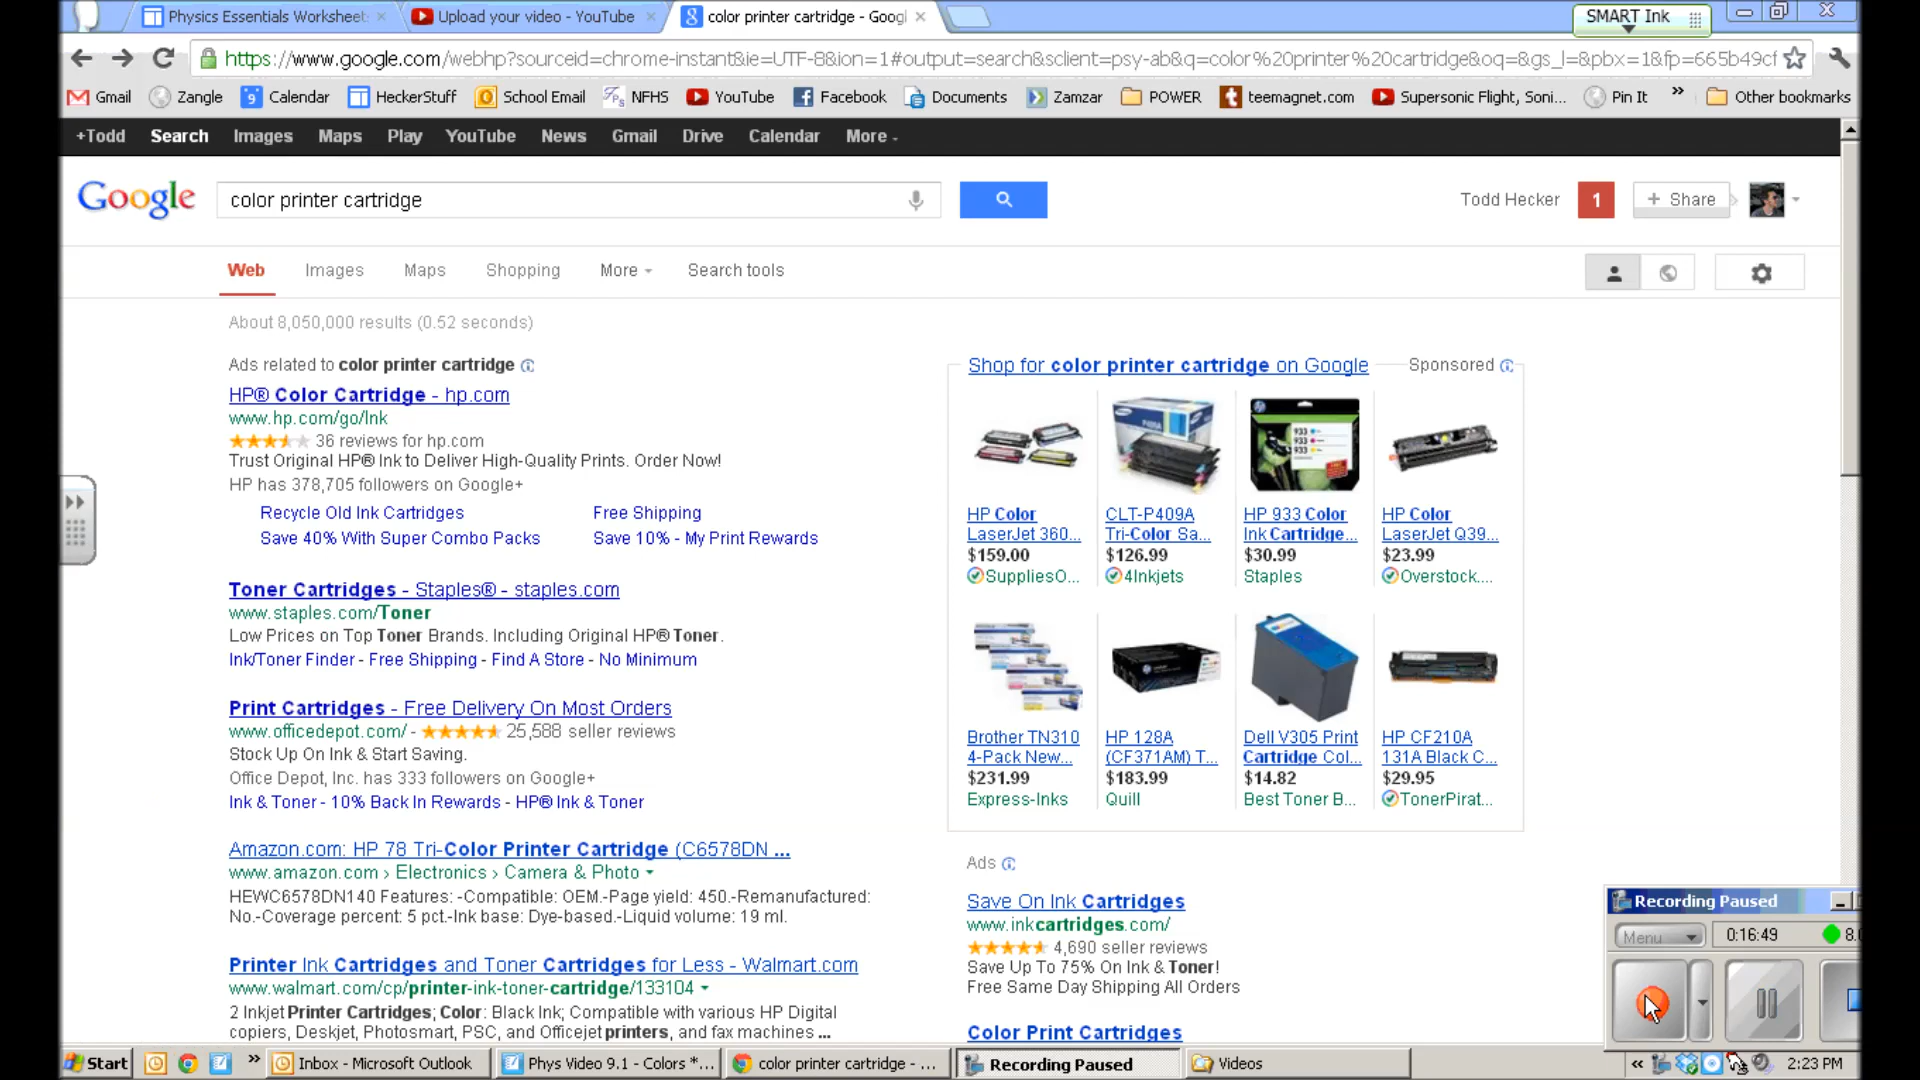 Physics Essentials Worksheet:
Upload your video - YouTube
color printer cartridge - Googl
SMART Ink
https://www.google.com/webhp?sourceid=chrome-instant&ie=UTF-8&ion=1#output=search&sclient=psy-ab&q=color%20printer%20cartridge&oq=&gs_l=&pbx=1&fp=665b49cf
Gmail Zangle Calendar HeckerStuff School Email NFHS YouTube Facebook Documents Zamzar POWER teemagnet.com Supersonic Flight, Soni... Pin It » Other bookmarks
+Todd Search Images Maps Play YouTube News Gmail Drive Calendar More
Google
color printer cartridge
Todd Hecker 1 + Share
Web Images Maps Shopping More Search tools
About 8,050,000 results (0.52 seconds)
Ads related to color printer cartridge
HP® Color Cartridge - hp.com
www.hp.com/go/Ink
36 reviews for hp.com
Trust Original HP® Ink to Deliver High-Quality Prints. Order Now!
HP has 378,705 followers on Google+
Recycle Old Ink Cartridges Free Shipping
Save 40% With Super Combo Packs Save 10% - My Print Rewards
Toner Cartridges - Staples® - staples.com
www.staples.com/Toner
Low Prices on Top Toner Brands. Including Original HP® Toner.
Ink/Toner Finder - Free Shipping - Find A Store - No Minimum
Print Cartridges - Free Delivery On Most Orders
www.officedepot.com/ - 25,588 seller reviews
Stock Up On Ink & Start Saving.
Office Depot, Inc. has 333 followers on Google+
Ink & Toner - 10% Back In Rewards - HP® Ink & Toner
Amazon.com: HP 78 Tri-Color Printer Cartridge (C6578DN ...
www.amazon.com › Electronics › Camera & Photo
HEWC6578DN140 Features: -Compatible: OEM.-Page yield: 450.-Remanufactured:
No.-Coverage percent: 5 pct.-Ink base: Dye-based.-Liquid volume: 19 ml.
Printer Ink Cartridges and Toner Cartridges for Less - Walmart.com
www.walmart.com/cp/printer-ink-toner-cartridge/133104
2 Inkjet Printer Cartridges; Color: Black Ink; Compatible with various HP Digital
copiers, Deskjet, Photosmart, PSC, and Officejet printers, and fax machines ...
Shop for color printer cartridge on Google Sponsored
933
933
933
HP Color
LaserJet 360...
$159.00
SuppliesO...
CLT-P409A
Tri-Color Sa...
$126.99
4Inkjets
HP 933 Color
Ink Cartridge...
$30.99
Staples
HP Color
LaserJet Q39...
$23.99
Overstock....
Brother TN310
4-Pack New...
$231.99
Express-Inks
HP 128A
(CF371AM) T...
$183.99
Quill
Dell V305 Print
Cartridge Col...
$14.82
Best Toner B...
HP CF210A
131A Black C...
$29.95
TonerPirat...
Ads
Save On Ink Cartridges
www.inkcartridges.com/
4,690 seller reviews
Save Up To 75% On Ink & Toner!
Free Same Day Shipping All Orders
Color Print Cartridges
Recording Paused
Menu 0:16:49 8.
Start » Inbox - Microsoft Outlook Phys Video 9.1 - Colors *... color printer cartridge - ... Recording Paused Videos « 2:23 PM